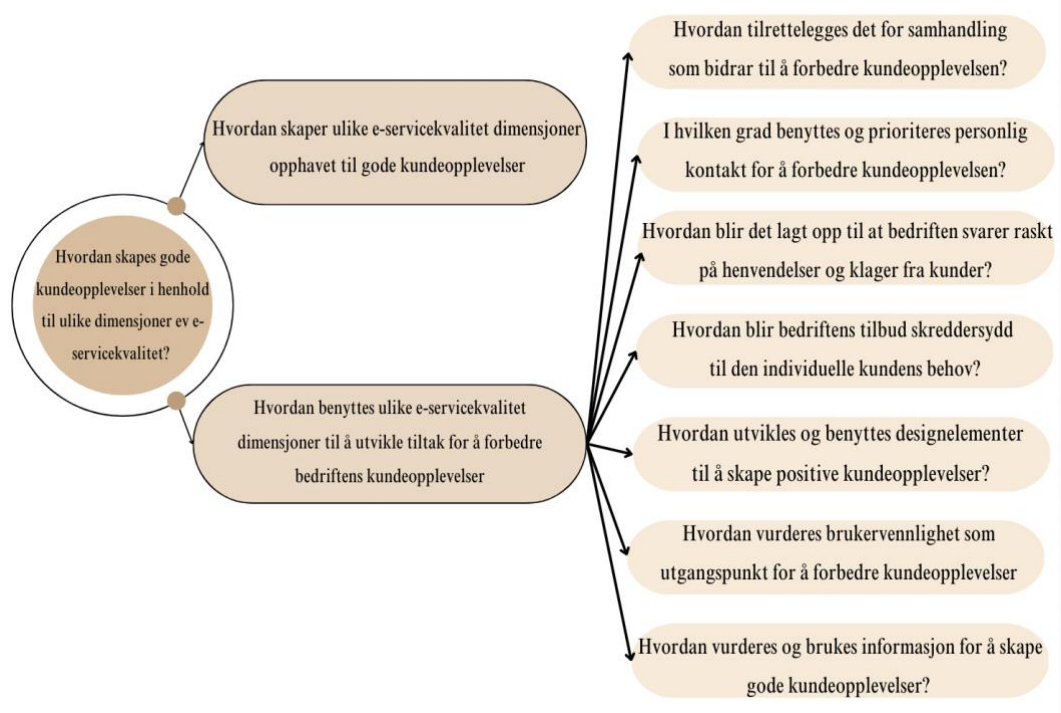 Hvordan skapes gode
kundeopplevelser i henhold
til ulike dimensjoner ev e-
servicekvalitet?
Hvordan skaper ulike e-servicekvalitet dimensjoner
opphavet til gode kundeopplevelser
Hvordan benyttes ulike e-servicekvalitet
dimensjoner til å utvikle tiltak for å forbedre
bedriftens kundeopplevelser
Hvordan tilrettelegges det for samhandling
som bidrar til å forbedre kundeopplevelsen?
I hvilken grad benyttes og prioriteres personlig
kontakt for å forbedre kundeopplevelsen?
Hvordan blir det lagt opp til at bedriften svarer raskt
på henvendelser og klager fra kunder?
Hvordan blir bedriftens tilbud skreddersydd
til den individuelle kundens behov?
Hvordan utvikles og benyttes designelementer
til å skape positive kundeopplevelser?
Hvordan vurderes brukervennlighet som
utgangspunkt for å forbedre kundeopplevelser
Hvordan vurderes og brukes informasjon for å skape
gode kundeopplevelser?